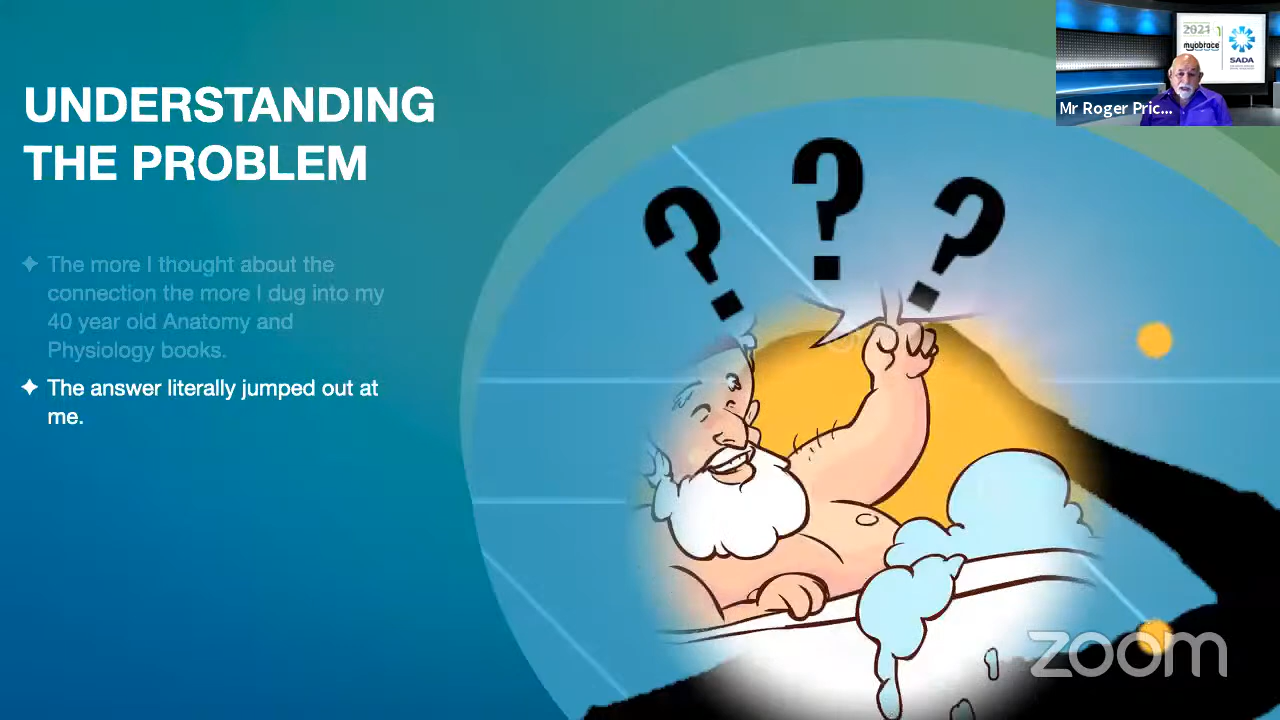 UNDERSTANDING
THE PROBLEM
✦ The more I thought about the
connection the more I dug into my
40 year old Anatomy and
Physiology books.
✦ The answer literally jumped out at
me.
? ? ?
2021
myobrace
SADA
Mr Roger Pric...
zoom